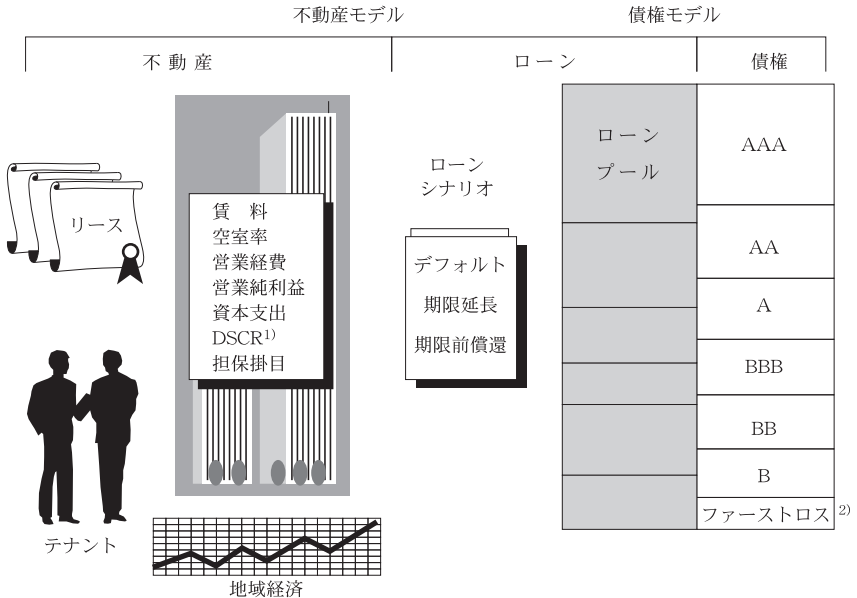 不動産モデル
債権モデル
不動産
ローン
債権
リース
テナント
賃　料
空室率
営業経費
営業純利益
資本支出
DSCR1)
担保掛目
地域経済
ローン
シナリオ
デフォルト
期限延長
期限前償還
ローン
プール
AAA
AA
A
BBB
BB
B
ファーストロス 2)